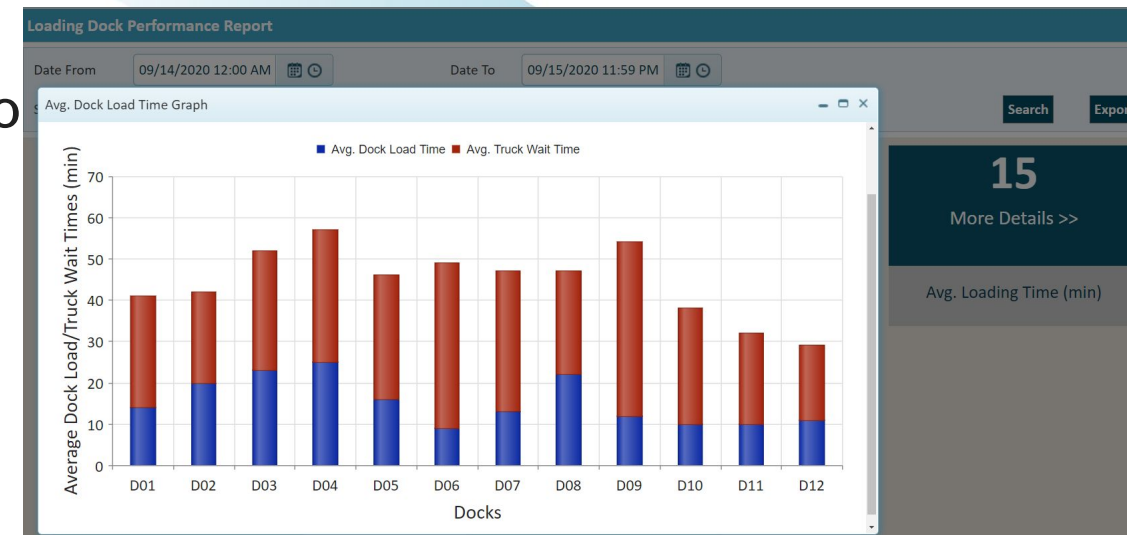 Loading Dock Performance Report
Date From 09/14/2020 12:00 AM Date To 09/15/2020 11:59 PM
Avg. Dock Load Time Graph
Search
15
More Details >>
Avg. Loading Time (min)
Avg. Dock Load Time Avg. Truck Wait Time
Average Dock Load/Truck Wait Times (min)
70
60
50
40
30
20
10
0
D01 D02 D03 D04 D05 D06 D07 D08 D09 D10 D11 D12
Docks